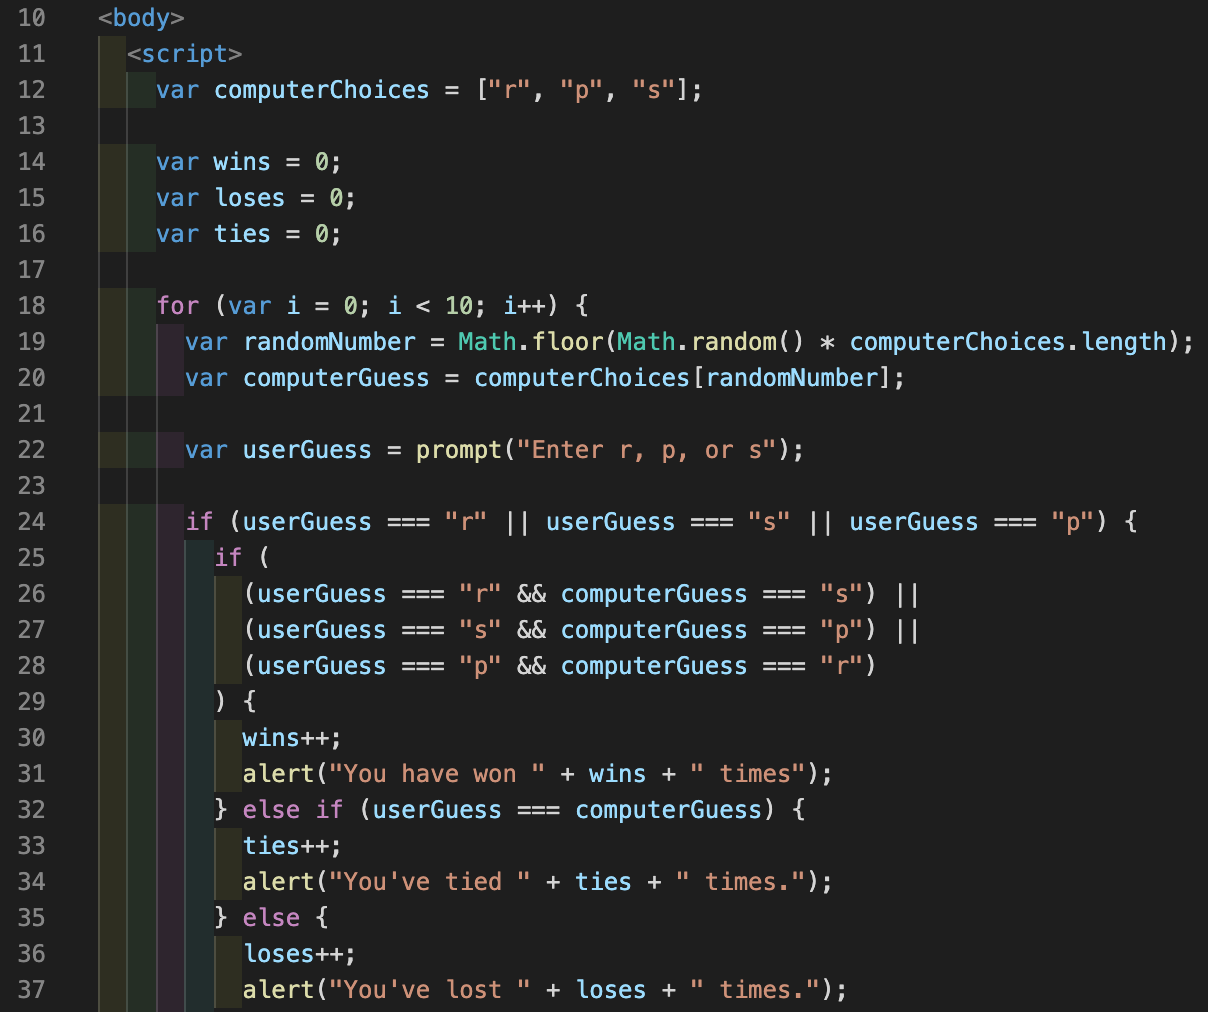 10 <body>
11 <script>
12 var computerChoices = ["r", "p", "s"];
13
14 var wins = 0;
15 var loses = 0;
16 var ties = 0;
17
18 for (var i = 0; i < 10; i++) {
19 var randomNumber = Math.floor(Math.random() * computerChoices.length);
20 var computerGuess = computerChoices[randomNumber];
21
22 var userGuess = prompt("Enter r, p, or s");
23
24 if (userGuess === "r" || userGuess === "s" || userGuess === "p") {
25 if (
26 (userGuess === "r" && computerGuess === "s") ||
27 (userGuess === "s" && computerGuess === "p") ||
28 (userGuess === "p" && computerGuess === "r")
29 ) {
30 wins++;
31 alert("You have won " + wins + " times");
32 } else if (userGuess === computerGuess) {
33 ties++;
34 alert("You've tied " + ties + " times.");
35 } else {
36 loses++;
37 alert("You've lost " + loses + " times.");